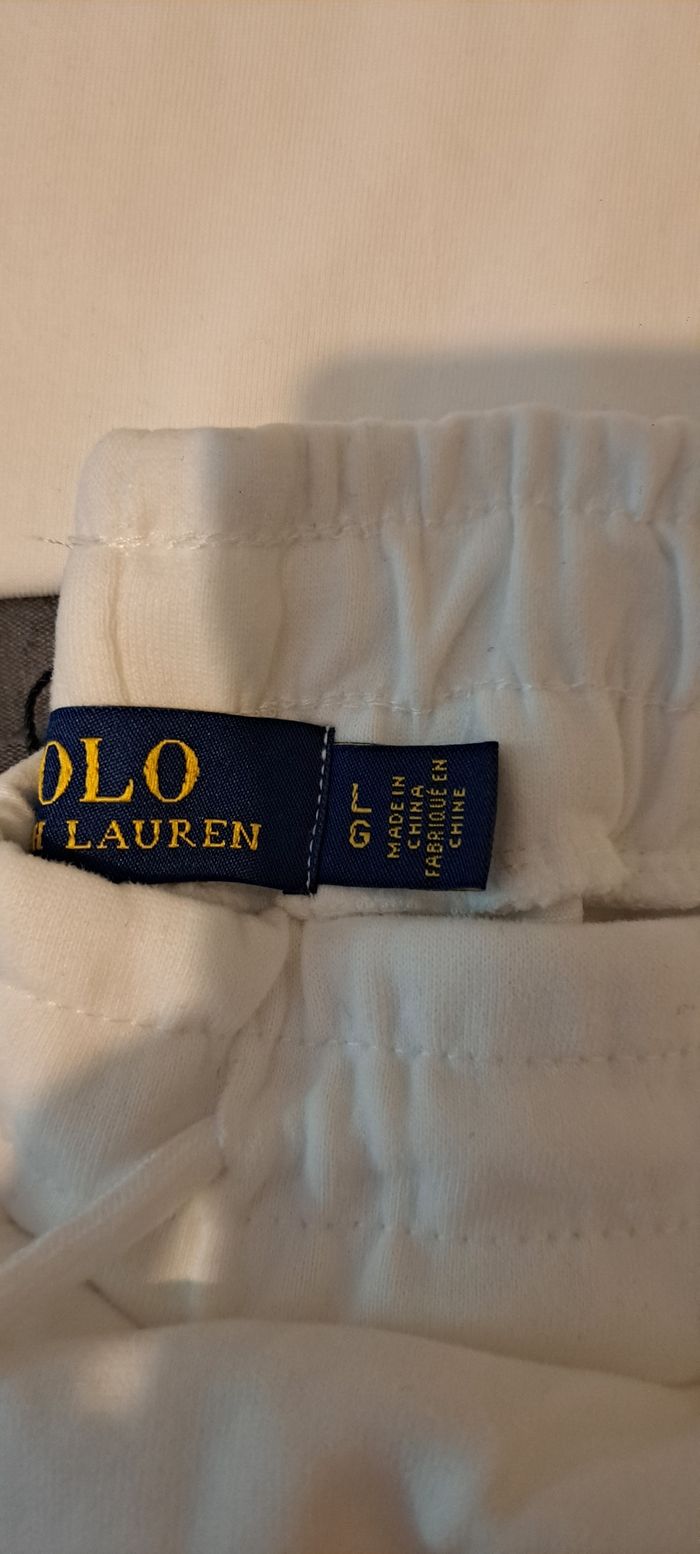 OLO
H LAUREN
L
G
MADE IN
CHINA
FABRIQUÉ EN
CHINE